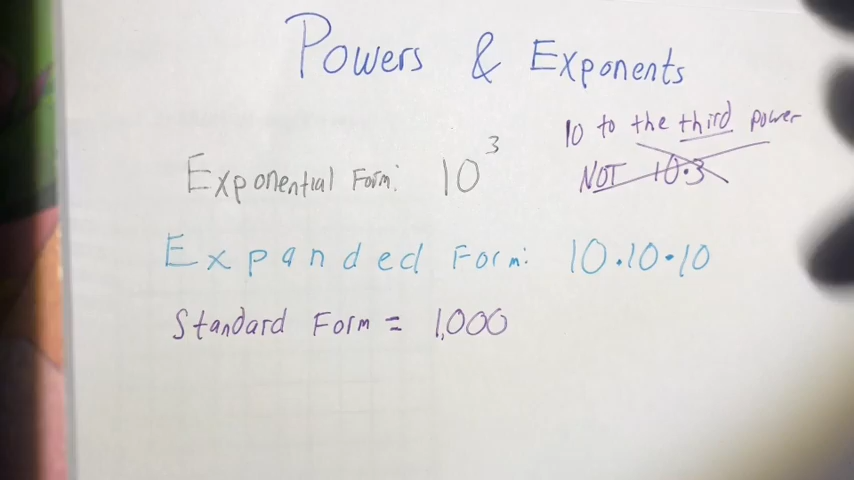 Powers & Exponents
10 to the third power
NOT 10·3
Exponential Form: 10³
Expanded Form: 10·10·10
Standard Form = 1,000